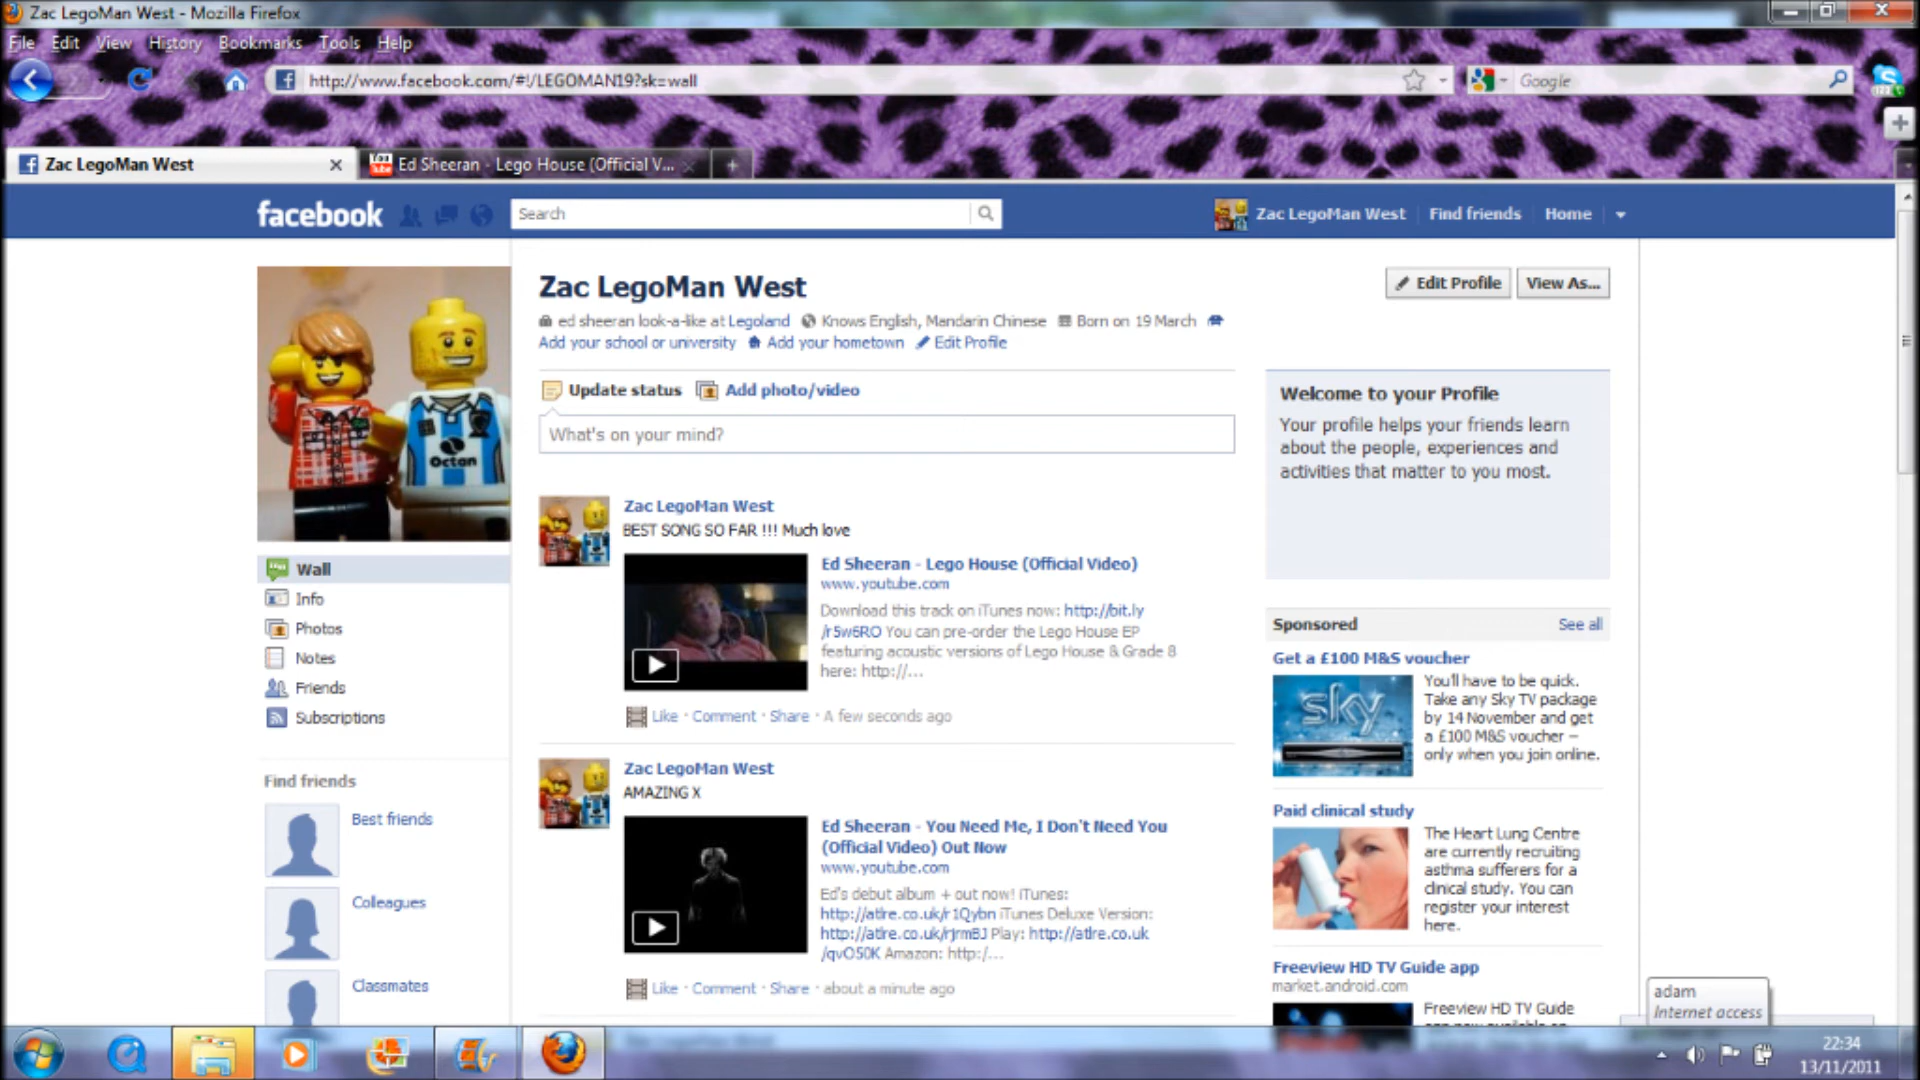 Zac LegoMan West - Mozilla Firefox
File Edit View History Bookmarks Tools Help
http://www.facebook.com/#!/LEGOMAN19?sk=wall
Google
Zac LegoMan West
You Tube
Ed Sheeran - Lego House (Official V...
facebook
Search
Zac LegoMan West Find friends Home
Zac LegoMan West
Edit Profile View As...
ed sheeran look-a-like at Legoland Knows English, Mandarin Chinese Born on 19 March
Add your school or university Add your hometown Edit Profile
Update status Add photo/video
What's on your mind?
Octan
Wall
Info
Photos
Notes
Friends
Subscriptions
Find friends
Best friends
Colleagues
Classmates
Zac LegoMan West
BEST SONG SO FAR !!! Much love
Ed Sheeran - Lego House (Official Video)
www.youtube.com
Download this track on iTunes now: http://bit.ly
/r5w6RO You can pre-order the Lego House EP
featuring acoustic versions of Lego House & Grade 8
here: http://...
Like · Comment · Share · A few seconds ago
Zac LegoMan West
AMAZING X
Ed Sheeran - You Need Me, I Don't Need You
(Official Video) Out Now
www.youtube.com
Ed's debut album + out now! iTunes:
http://atlre.co.uk/r1Qybn iTunes Deluxe Version:
http://atlre.co.uk/rjrmBJ Play: http://atlre.co.uk
/qvO50K Amazon: http:/...
Like · Comment · Share · about a minute ago
Welcome to your Profile
Your profile helps your friends learn
about the people, experiences and
activities that matter to you most.
Sponsored See all
Get a £100 M&S voucher
sky
You'll have to be quick.
Take any Sky TV package
by 14 November and get
a £100 M&S voucher –
only when you join online.
Paid clinical study
The Heart Lung Centre
are currently recruiting
asthma sufferers for a
clinical study. You can
register your interest
here.
Freeview HD TV Guide app
market.android.com
Freeview HD TV Guide
adam
Internet access
22:34
13/11/2011